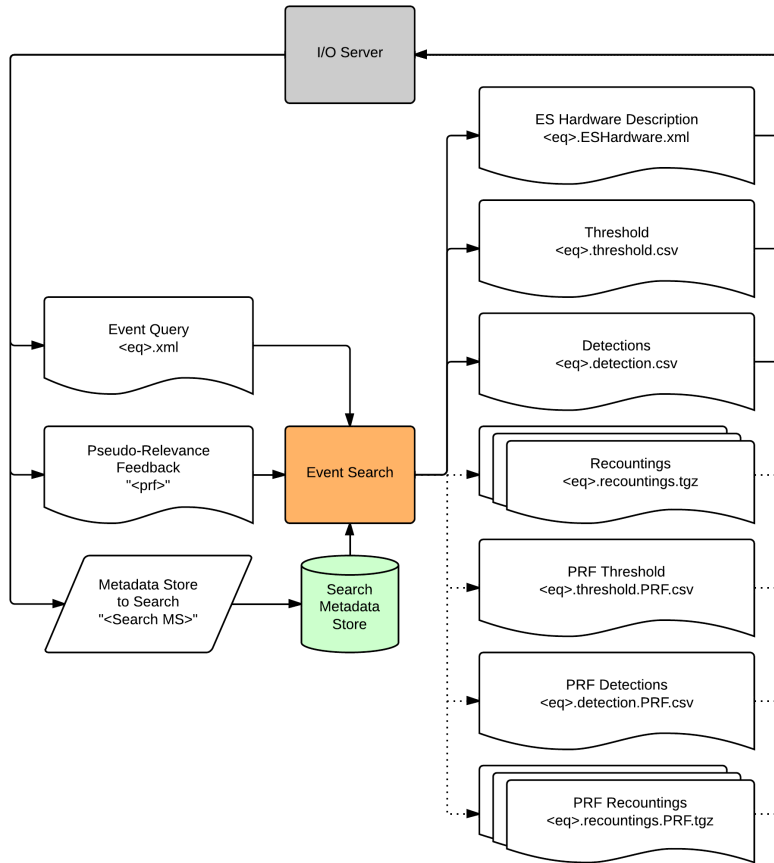 I/O Server
ES Hardware Description
<eq>.ESHardware.xml
Threshold
<eq>.threshold.csv
Event Query
<eq>.xml
Detections
<eq>.detection.csv
Pseudo-Relevance
Feedback
"<prf>"
Event Search
Recountings
<eq>.recountings.tgz
Metadata Store
to Search
"<Search MS>"
Search
Metadata
Store
PRF Threshold
<eq>.threshold.PRF.csv
PRF Detections
<eq>.detection.PRF.csv
PRF Recountings
<eq>.recountings.PRF.tgz